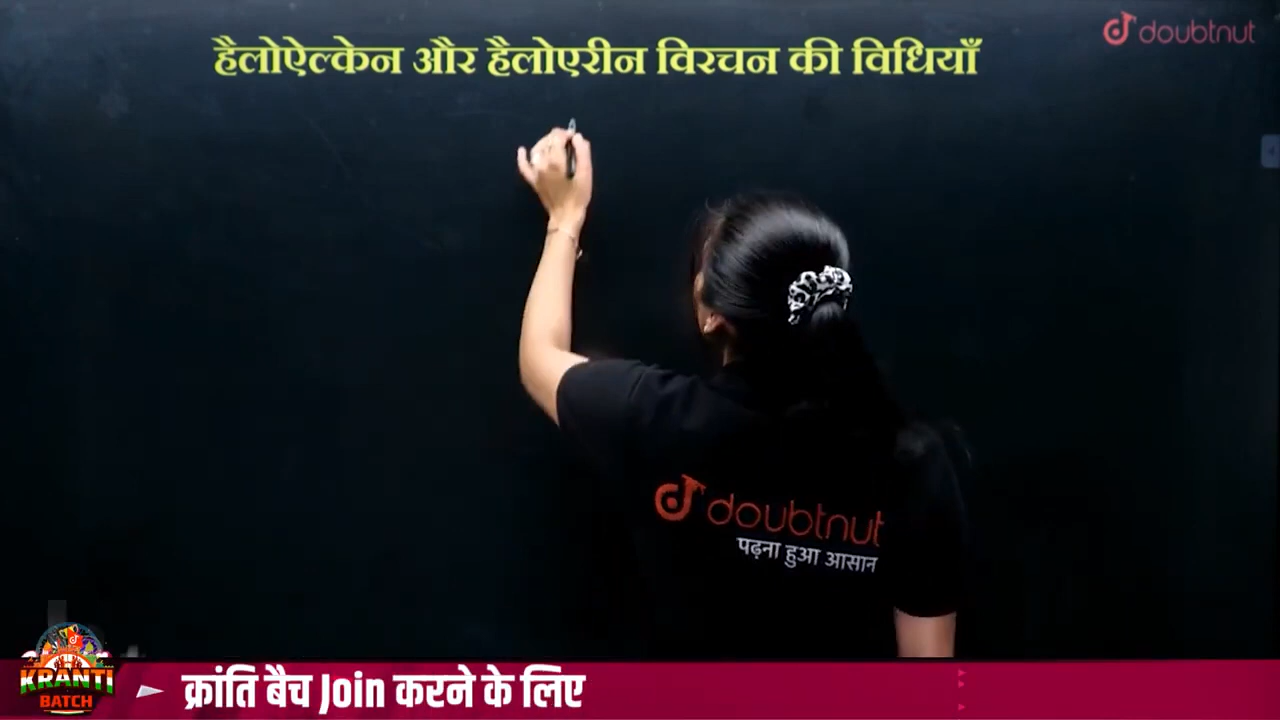 हैलोऐल्केन और हैलोएरीन विरचन की विधियाँ
doubtnut
doubtnut
पढ़ना हुआ आसान
KRANTI
BATCH
क्रांति बैच Join करने के लिए